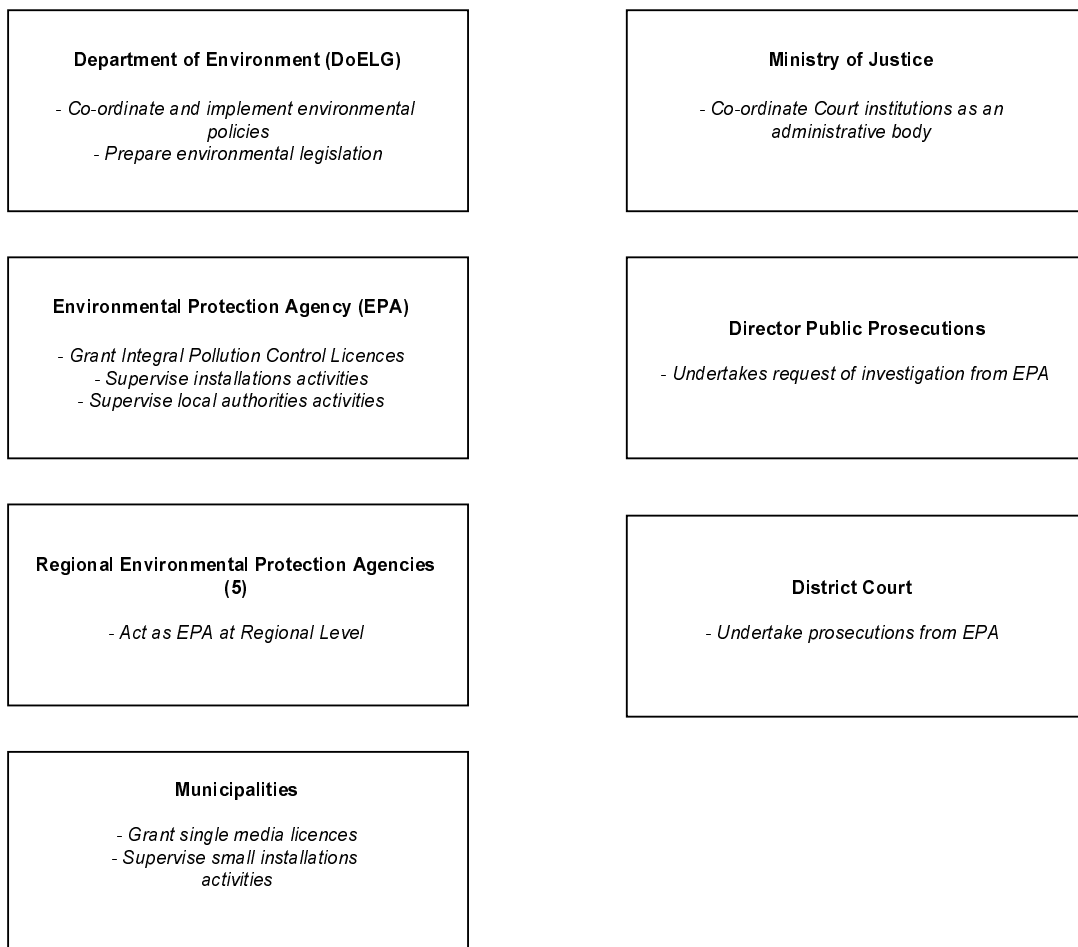 Department of Environment (DoELG)
- Co-ordinate and implement environmental
policies
- Prepare environmental legislation
Ministry of Justice
- Co-ordinate Court institutions as an
administrative body
Environmental Protection Agency (EPA)
- Grant Integral Pollution Control Licences
- Supervise installations activities
- Supervise local authorities activities
Director Public Prosecutions
- Undertakes request of investigation from EPA
Regional Environmental Protection Agencies
(5)
- Act as EPA at Regional Level
District Court
- Undertake prosecutions from EPA
Municipalities
- Grant single media licences
- Supervise small installations
activities